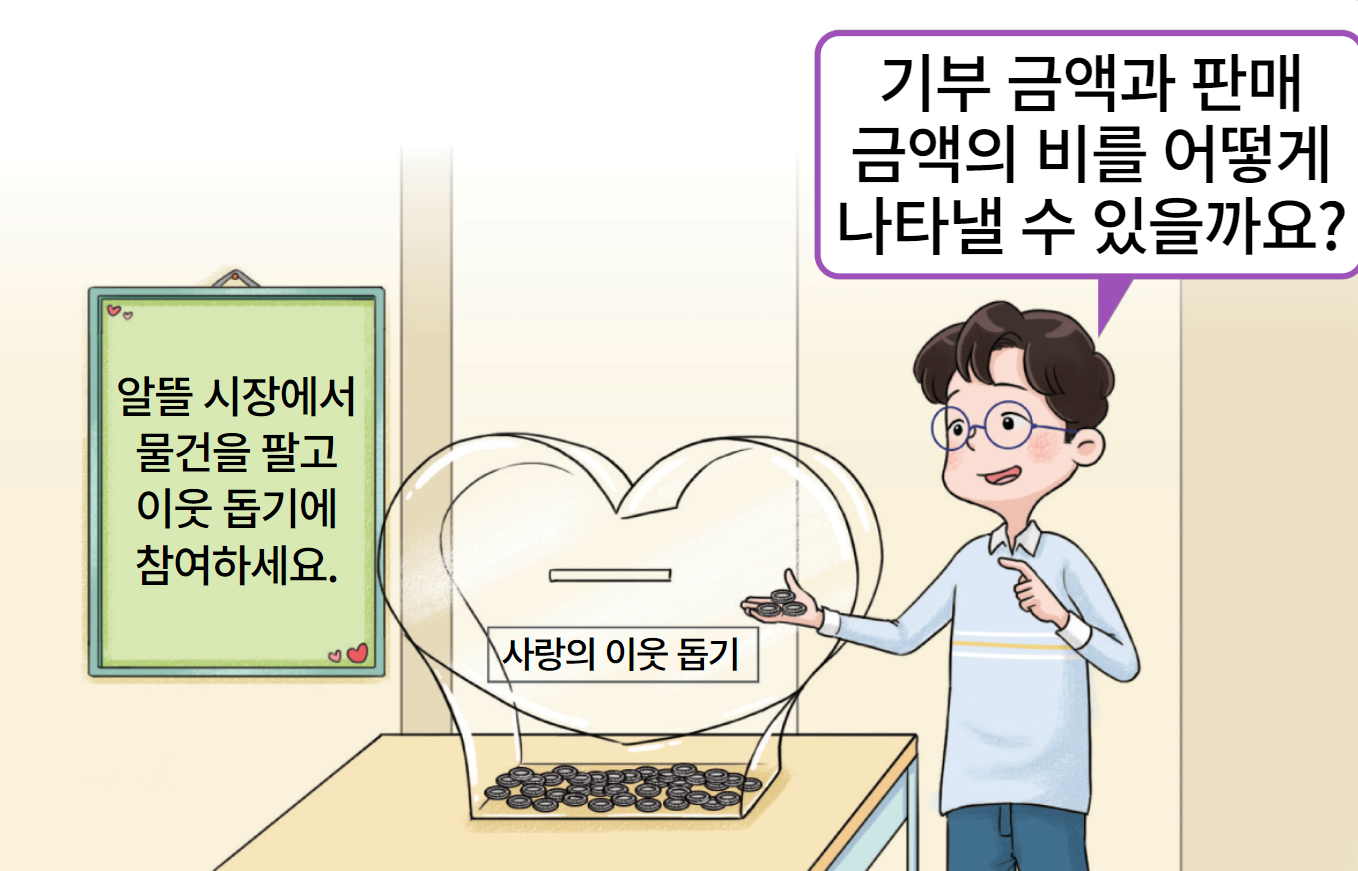 기부 금액과 판매
금액의 비를 어떻게
나타낼 수 있을까요?
알뜰 시장에서
물건을 팔고
이웃 돕기에
참여하세요.
사랑의 이웃 돕기